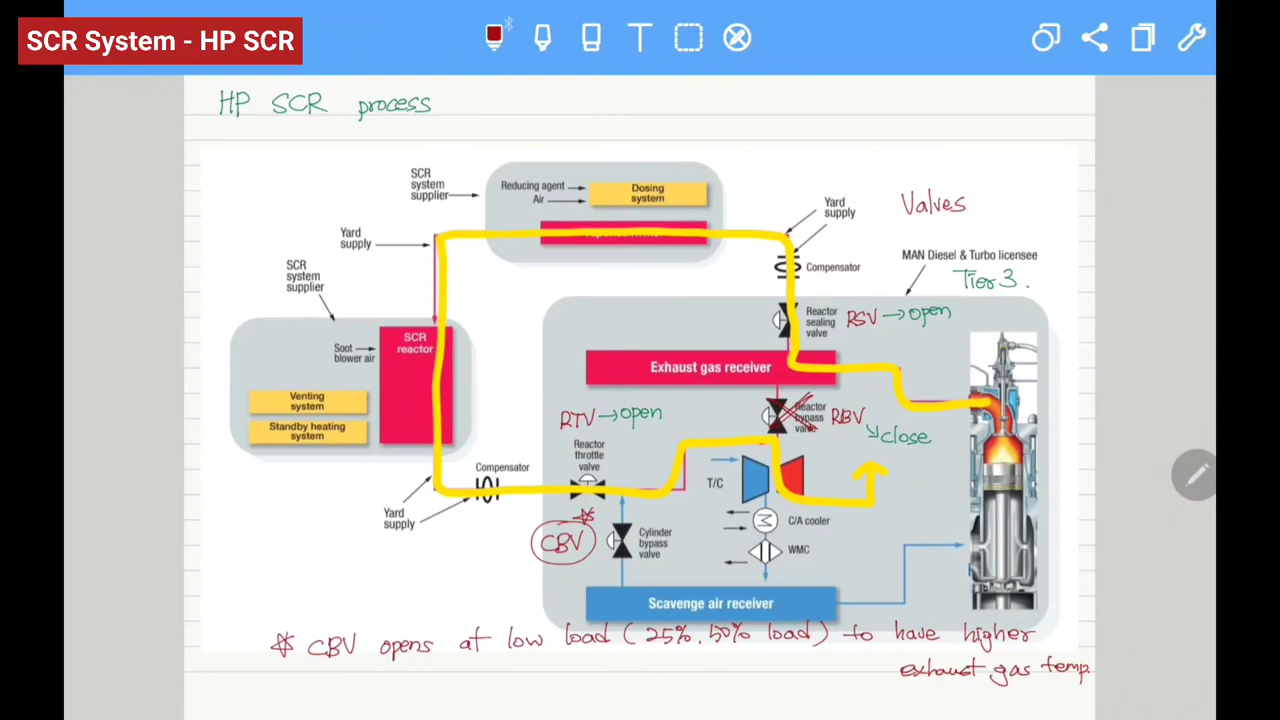 SCR System - HP SCR
HP SCR process
SCR
system
supplier
Reducing agent
Air
Dosing
system
Yard
supply
Valves
Yard
supply
SCR
system
supplier
Compensator
MAN Diesel & Turbo licensee
Tier 3.
Reactor
sealing
valve
RSV → open
SCR
reactor
Soot
blower air
Exhaust gas receiver
Venting
system
Standby heating
system
RTV → open
Reactor
bypass
valve
RBV
↘ close
Reactor
throttle
valve
Compensator
T/C
Yard
supply
C/A cooler
CBV
Cylinder
bypass
valve
WMC
Scavenge air receiver
☆ CBV opens at low load (25%. 50% load) to have higher
exhaust gas temp.